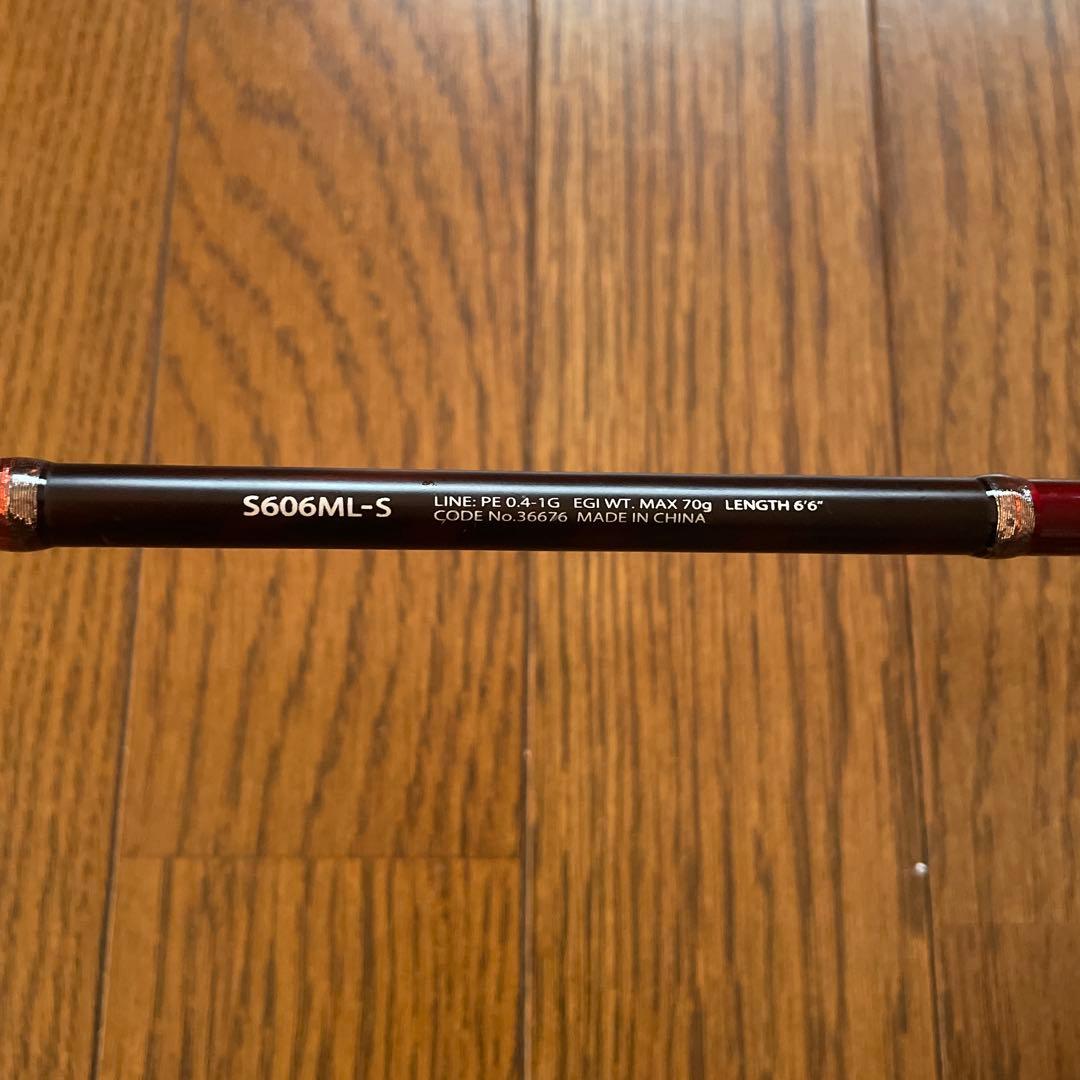 S606ML-S
LINE: PE 0.4-1G EGI WT. MAX 70g LENGTH 6'6"
CODE No.36676 MADE IN CHINA